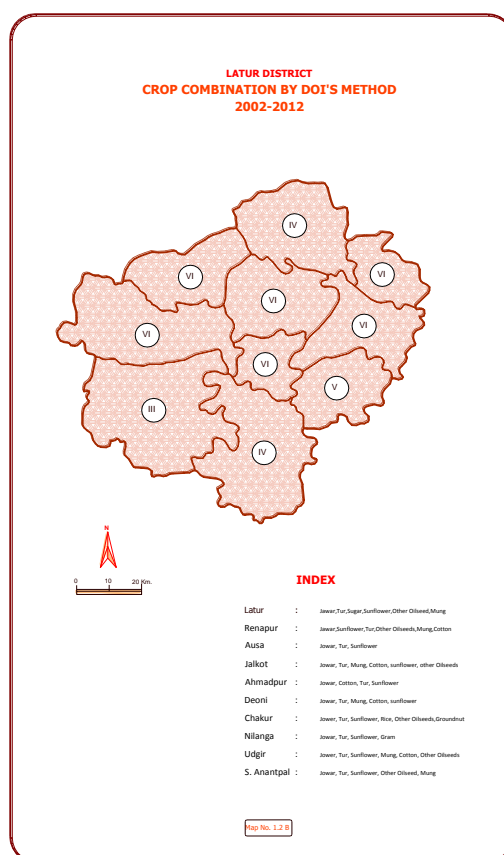 LATUR DISTRICT
CROP COMBINATION BY DOI'S METHOD
2002-2012
IV
VI
VI
VI
VI
VI
VI
V
III
IV
N
0 10 20 Km.
INDEX
Latur : Jawar,Tur,Sugar,Sunflower,Other Oilseed,Mung
Renapur : Jawar,Sunflower,Tur,Other Oilseeds,Mung,Cotton
Ausa : Jowar, Tur, Sunflower
Jalkot : Jowar, Tur, Mung, Cotton, sunflower, other Oilseeds
Ahmadpur : Jowar, Cotton, Tur, Sunflower
Deoni : Jowar, Tur, Mung, Cotton, sunflower
Chakur : Jower, Tur, Sunflower, Rice, Other Oilseeds,Groundnut
Nilanga : Jowar, Tur, Sunflower, Gram
Udgir : Jower, Tur, Sunflower, Mung, Cotton, Other Oilseeds
S. Anantpal : Jowar, Tur, Sunflower, Other Oilseed, Mung
Map No. 1.2 B